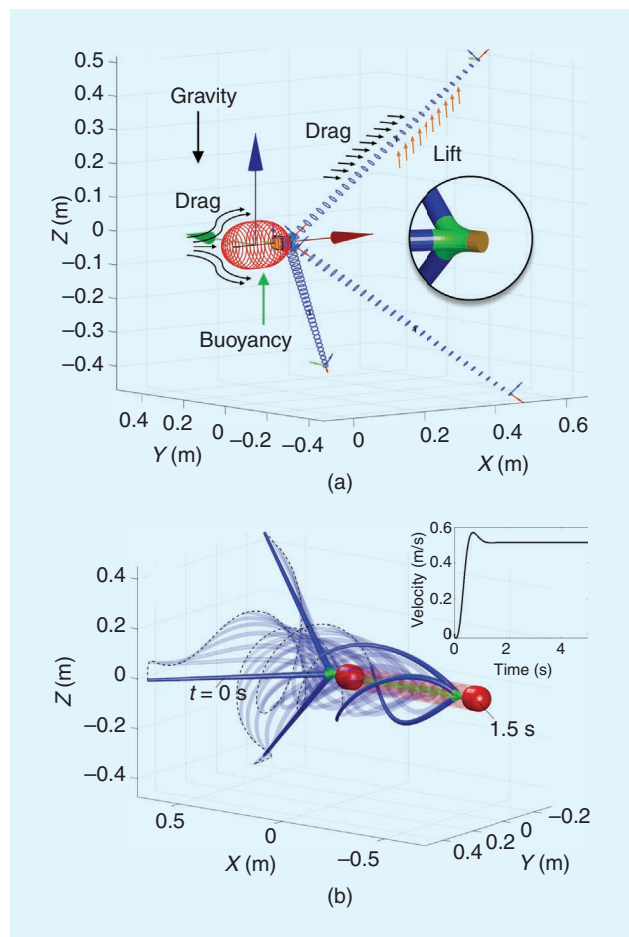 0.5
0.4
Gravity
0.3
Drag
0.2
Lift
0.1
Drag
Z (m)
0
–0.1
–0.2
Buoyancy
–0.3
–0.4
0.4 0.2 0 –0.2 –0.4
0 0.2 0.4 0.6
Y (m)
X (m)
(a)
0.6
0.4
0.2
0
Velocity (m/s)
0 2 4
Time (s)
0.4
0.2
Z (m)
0
t = 0 s
–0.2
1.5 s
–0.4
0.5 0 –0.5
0.4 0.2 0 –0.2
X (m)
Y (m)
(b)